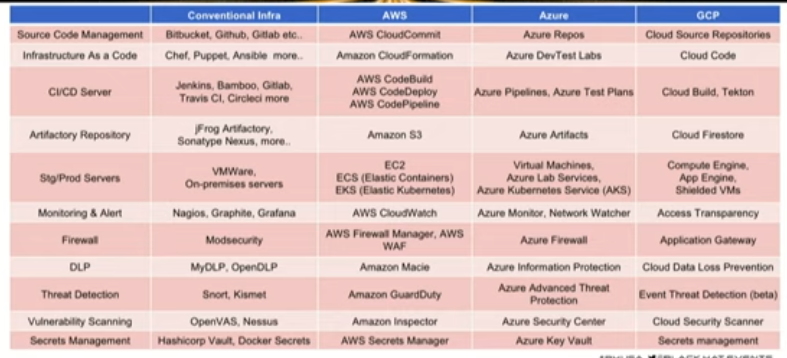 Conventional Infra AWS Azure GCP
Source Code Management Bitbucket, Github, Gitlab etc.. AWS CloudCommit Azure Repos Cloud Source Repositories
Infrastructure As a Code Chef, Puppet, Ansible more.. Amazon CloudFormation Azure DevTest Labs Cloud Code
CI/CD Server Jenkins, Bamboo, Gitlab,
Travis CI, Circleci more AWS CodeBuild
AWS CodeDeploy
AWS CodePipeline Azure Pipelines, Azure Test Plans Cloud Build, Tekton
Artifactory Repository jFrog Artifactory,
Sonatype Nexus, more.. Amazon S3 Azure Artifacts Cloud Firestore
Stg/Prod Servers VMWare,
On-premises servers EC2
ECS (Elastic Containers)
EKS (Elastic Kubernetes) Virtual Machines,
Azure Lab Services,
Azure Kubernetes Service (AKS) Compute Engine,
App Engine,
Shielded VMs
Monitoring & Alert Nagios, Graphite, Grafana AWS CloudWatch Azure Monitor, Network Watcher Access Transparency
Firewall Modsecurity AWS Firewall Manager, AWS
WAF Azure Firewall Application Gateway
DLP MyDLP, OpenDLP Amazon Macie Azure Information Protection Cloud Data Loss Prevention
Threat Detection Snort, Kismet Amazon GuardDuty Azure Advanced Threat
Protection Event Threat Detection (beta)
Vulnerability Scanning OpenVAS, Nessus Amazon Inspector Azure Security Center Cloud Security Scanner
Secrets Management Hashicorp Vault, Docker Secrets AWS Secrets Manager Azure Key Vault Secrets management